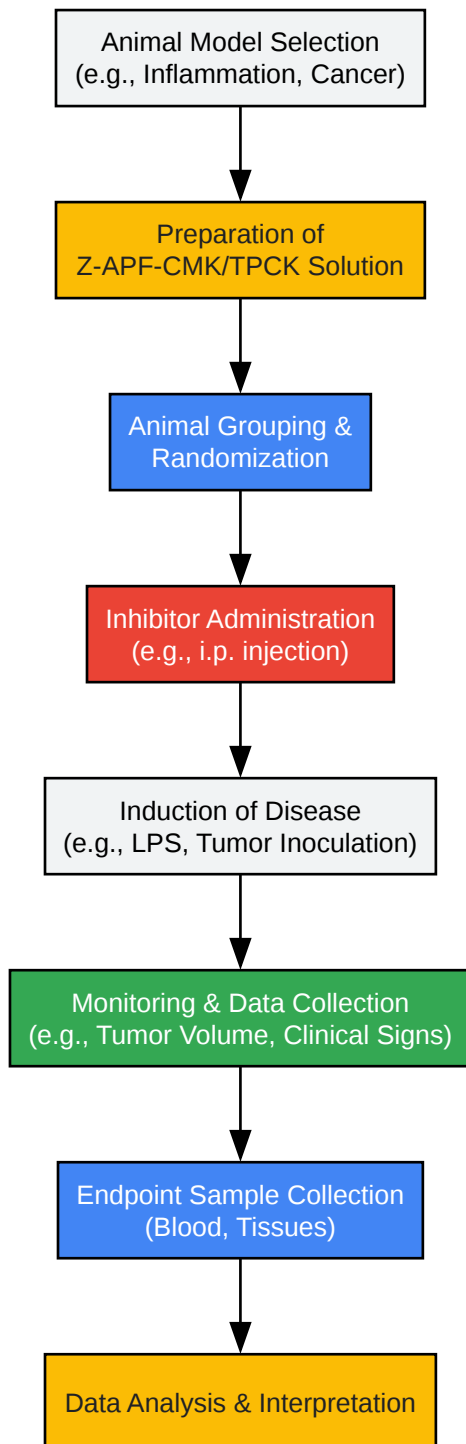 Animal Model Selection
(e.g., Inflammation, Cancer)
Preparation of
Z-APF-CMK/TPCK Solution
Animal Grouping &
Randomization
Inhibitor Administration
(e.g., i.p. injection)
Induction of Disease
(e.g., LPS, Tumor Inoculation)
Monitoring & Data Collection
(e.g., Tumor Volume, Clinical Signs)
Endpoint Sample Collection
(Blood, Tissues)
Data Analysis & Interpretation